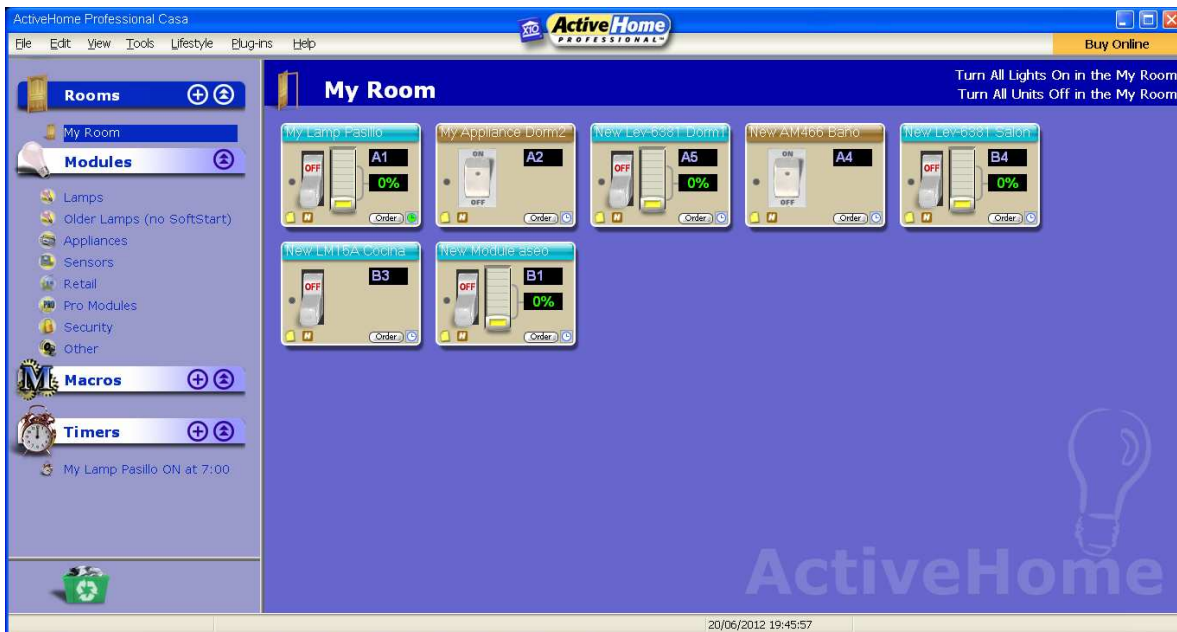 ActiveHome Professional Casa
X10 ActiveHome
PROFESSIONAL™
File Edit View Tools Lifestyle Plug-ins Help
Buy Online
Rooms
My Room
Modules
Lamps
Older Lamps (no SoftStart)
Appliances
Sensors
Retail
PRO Pro Modules
Security
Other
M Macros
Timers
My Lamp Pasillo ON at 7:00
My Room
Turn All Lights On in the My Room
Turn All Units Off in the My Room
My Lamp Pasillo
OFF
A1
0%
Order
My Appliance Dorm2
ON
OFF
A2
Order
New Lev-6381 Dorm1
OFF
A5
0%
Order
New AM466 Baño
ON
OFF
A4
Order
New Lev-6381 Salon
OFF
B4
0%
Order
New LM15A Cocina
OFF
B3
Order
New Module aseo
OFF
B1
0%
Order
ActiveHome
20/06/2012 19:45:57